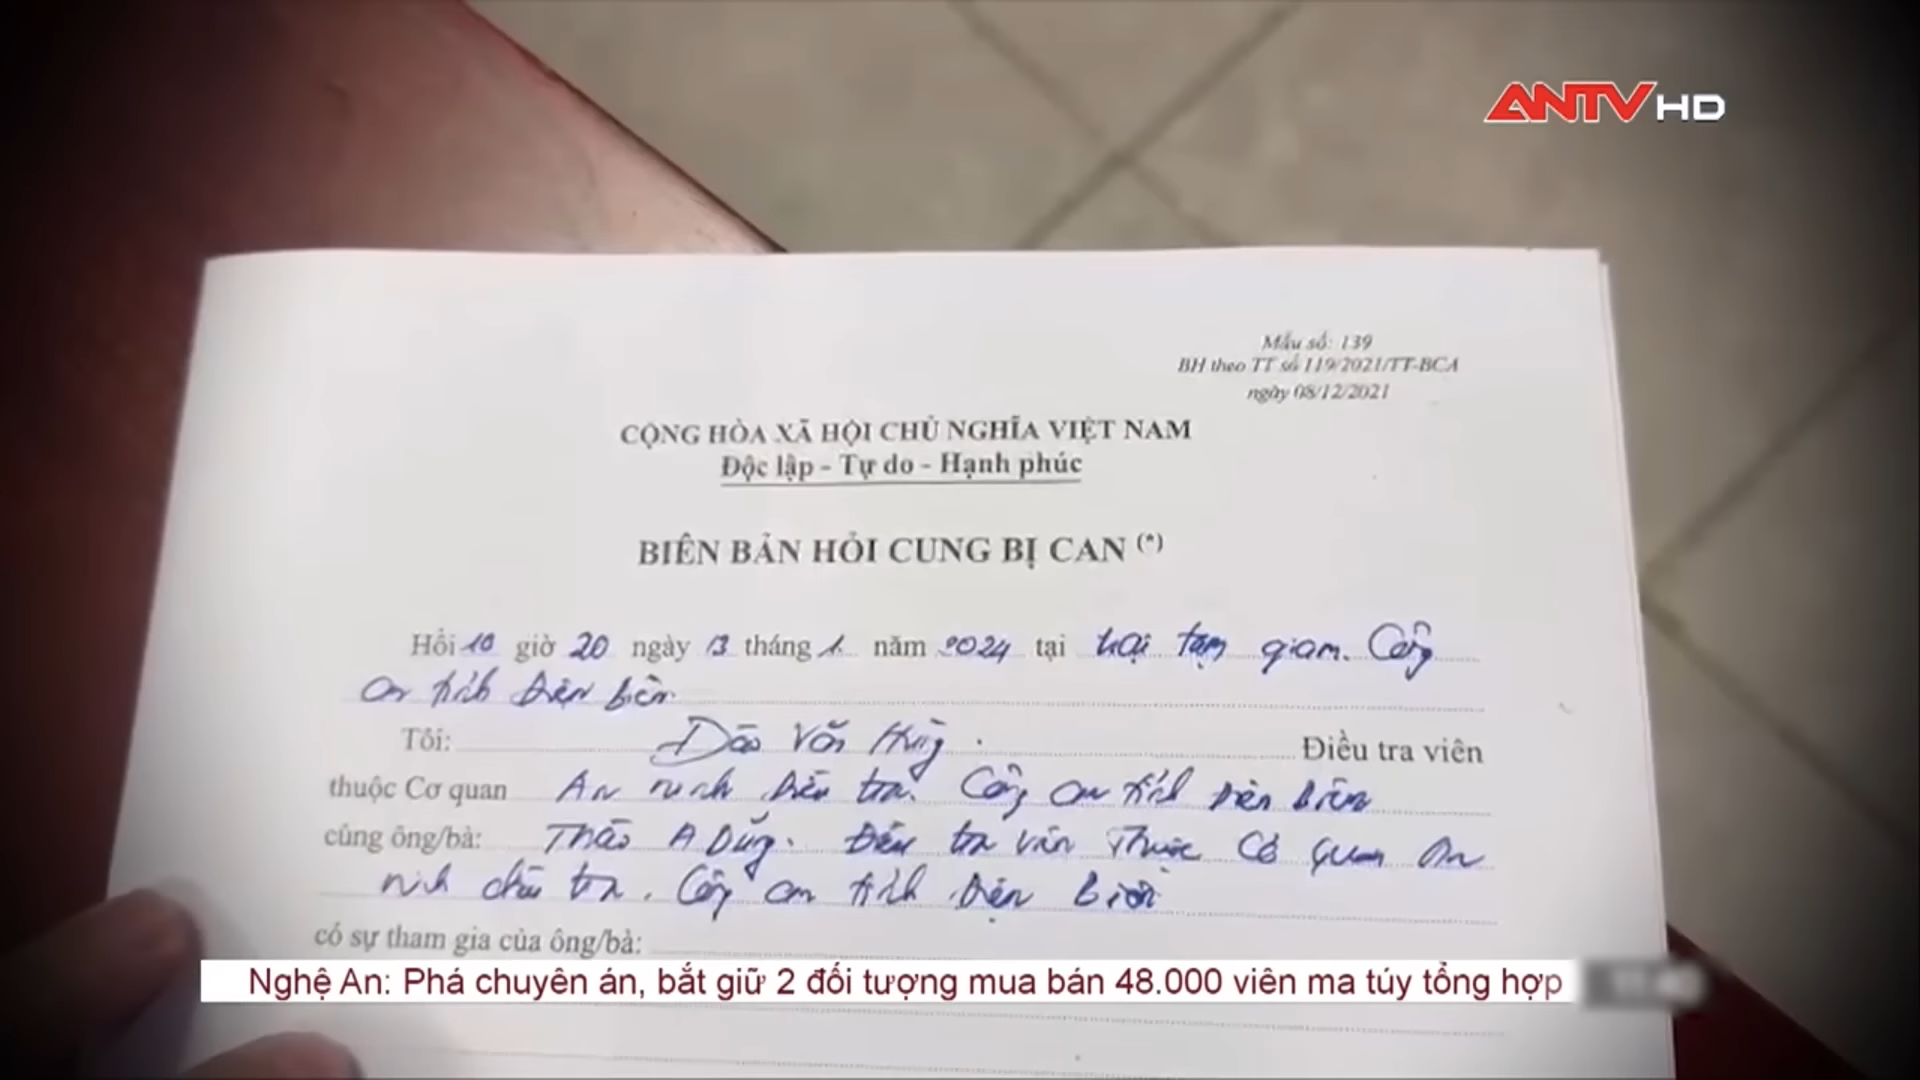 ANTV HD
Mẫu số: 139
BH theo TT số 119/2021/TT-BCA
ngày 08/12/2021
CỘNG HÒA XÃ HỘI CHỦ NGHĨA VIỆT NAM
Độc lập - Tự do - Hạnh phúc
BIÊN BẢN HỎI CUNG BỊ CAN (*)
Hồi 10 giờ 20 ngày 13 tháng 1 năm 2024 tại trại tạm giam. Công
an tỉnh Điện Biên
Tôi: Đào Văn Hùng. Điều tra viên
thuộc Cơ quan An ninh điều tra. Công an tỉnh Điện Biên
cùng ông/bà: Thào A Dũng. Điều tra viên Thuộc Cơ quan An
ninh điều tra. Công an tỉnh Điện Biên
có sự tham gia của ông/bà:
Nghệ An: Phá chuyên án, bắt giữ 2 đối tượng mua bán 48.000 viên ma túy tổng hợp